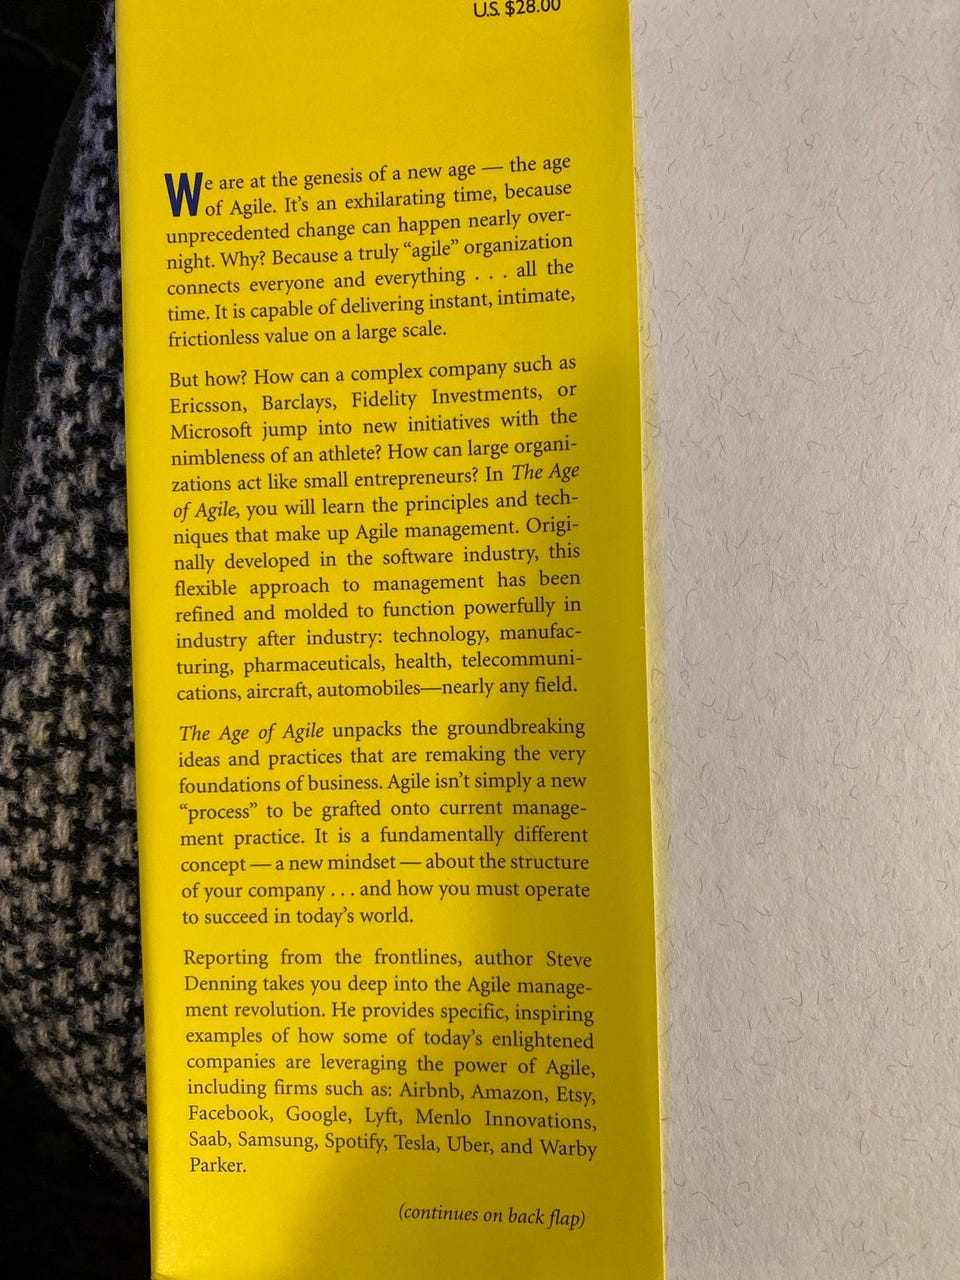 U.S. $28.00
We are at the genesis of a new age — the age
of Agile. It's an exhilarating time, because
unprecedented change can happen nearly over-
night. Why? Because a truly "agile" organization
connects everyone and everything . . . all the
time. It is capable of delivering instant, intimate,
frictionless value on a large scale.
But how? How can a complex company such as
Ericsson, Barclays, Fidelity Investments, or
Microsoft jump into new initiatives with the
nimbleness of an athlete? How can large organi-
zations act like small entrepreneurs? In The Age
of Agile, you will learn the principles and tech-
niques that make up Agile management. Origi-
nally developed in the software industry, this
flexible approach to management has been
refined and molded to function powerfully in
industry after industry: technology, manufac-
turing, pharmaceuticals, health, telecommuni-
cations, aircraft, automobiles—nearly any field.
The Age of Agile unpacks the groundbreaking
ideas and practices that are remaking the very
foundations of business. Agile isn't simply a new
"process" to be grafted onto current manage-
ment practice. It is a fundamentally different
concept — a new mindset — about the structure
of your company . . . and how you must operate
to succeed in today's world.
Reporting from the frontlines, author Steve
Denning takes you deep into the Agile manage-
ment revolution. He provides specific, inspiring
examples of how some of today's enlightened
companies are leveraging the power of Agile,
including firms such as: Airbnb, Amazon, Etsy,
Facebook, Google, Lyft, Menlo Innovations,
Saab, Samsung, Spotify, Tesla, Uber, and Warby
Parker.
(continues on back flap)